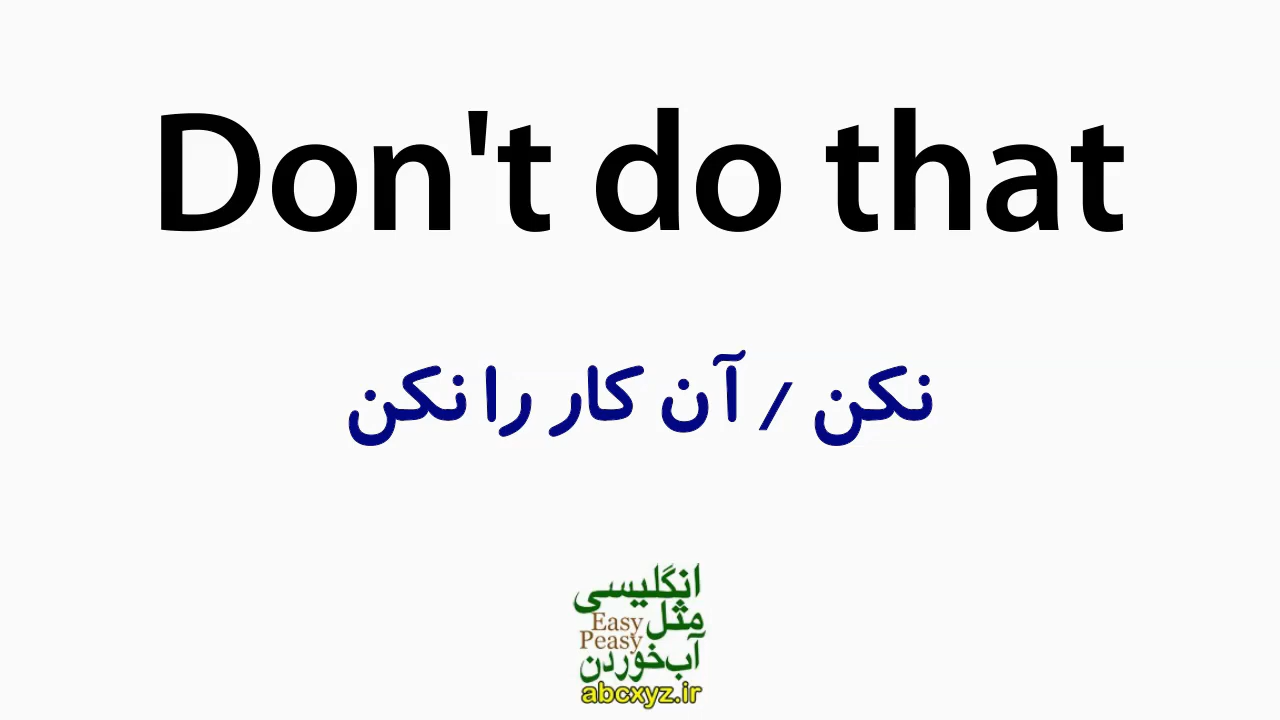 Don't do that
نکن / آن کار را نکن
انگلیسی
مثل
Easy
Peasy
آب‌خوردن
abcxyz.ir